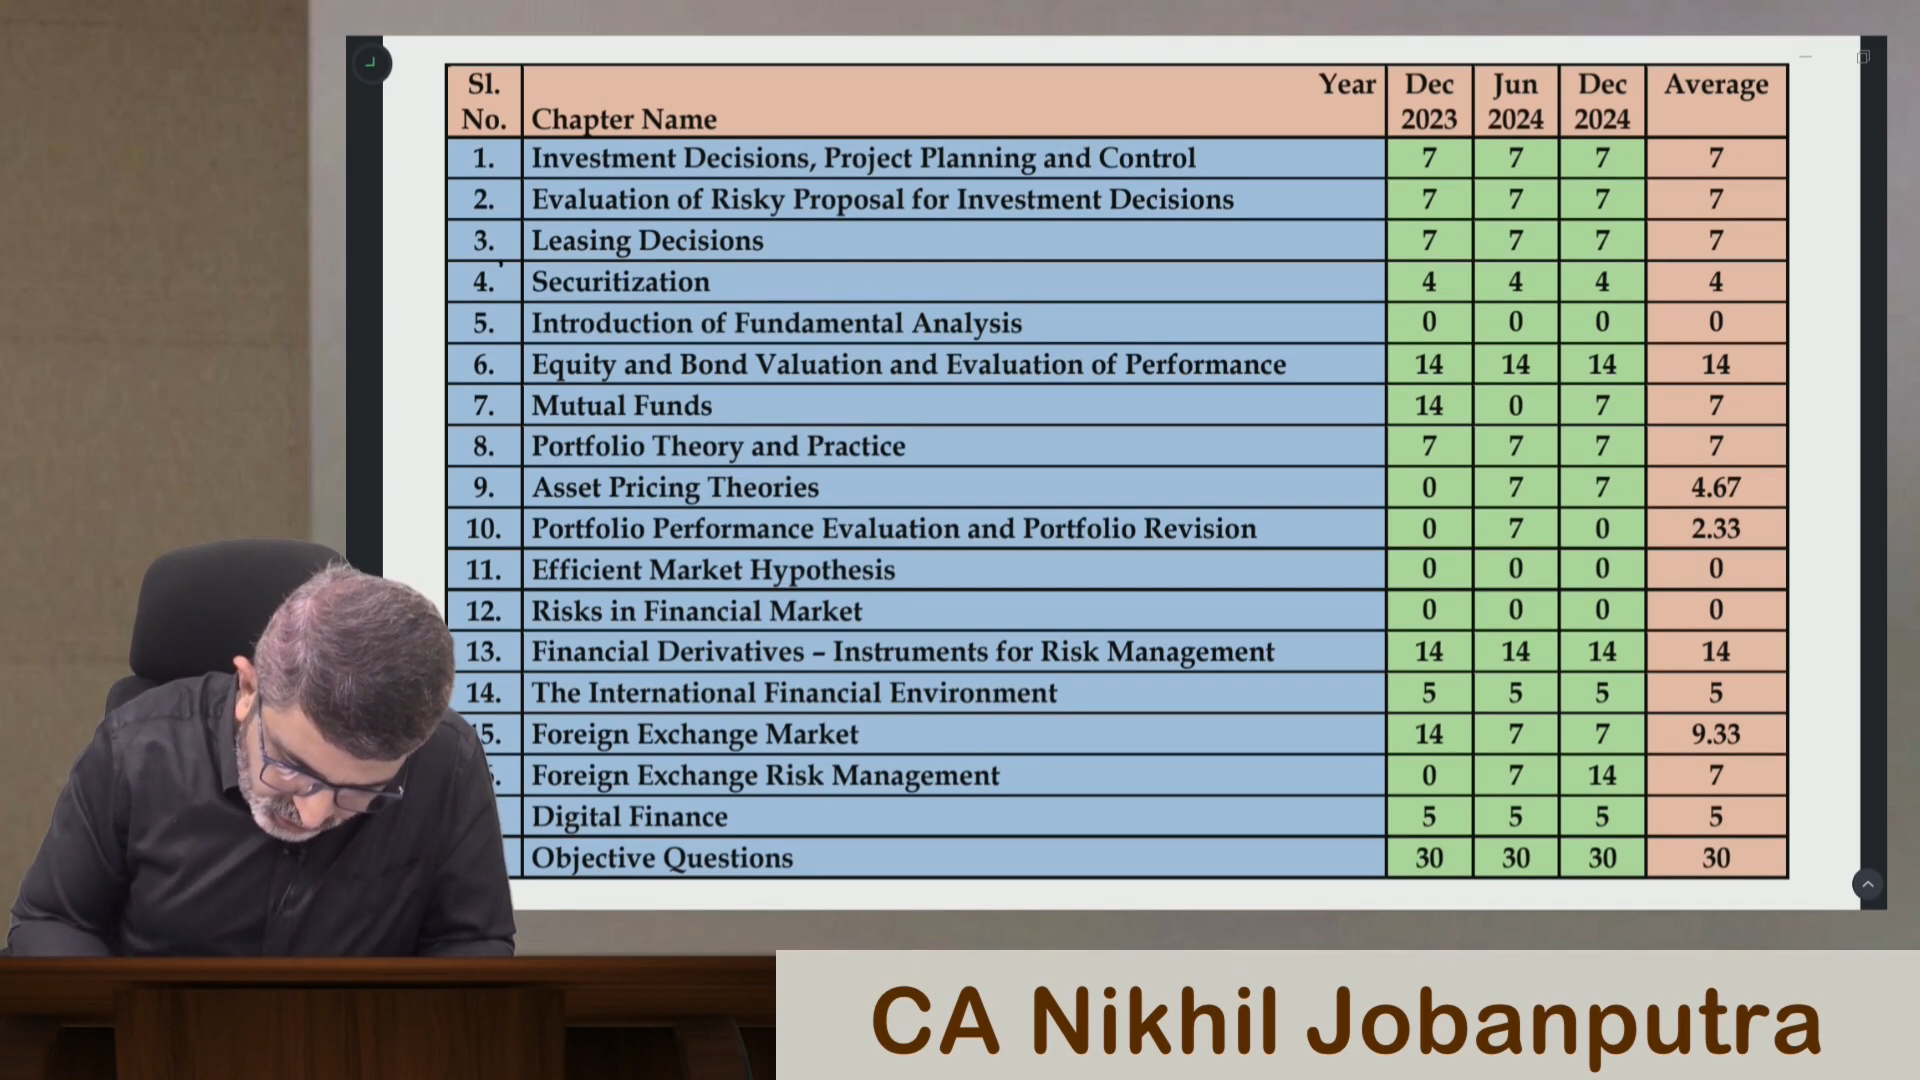 Sl. Year Dec Jun Dec Average
No. Chapter Name 2023 2024 2024
1. Investment Decisions, Project Planning and Control 7 7 7 7
2. Evaluation of Risky Proposal for Investment Decisions 7 7 7 7
3. Leasing Decisions 7 7 7 7
4. Securitization 4 4 4 4
5. Introduction of Fundamental Analysis 0 0 0 0
6. Equity and Bond Valuation and Evaluation of Performance 14 14 14 14
7. Mutual Funds 14 0 7 7
8. Portfolio Theory and Practice 7 7 7 7
9. Asset Pricing Theories 0 7 7 4.67
10. Portfolio Performance Evaluation and Portfolio Revision 0 7 0 2.33
11. Efficient Market Hypothesis 0 0 0 0
12. Risks in Financial Market 0 0 0 0
13. Financial Derivatives – Instruments for Risk Management 14 14 14 14
14. The International Financial Environment 5 5 5 5
5. Foreign Exchange Market 14 7 7 9.33
Foreign Exchange Risk Management 0 7 14 7
Digital Finance 5 5 5 5
Objective Questions 30 30 30 30
CA Nikhil Jobanputra